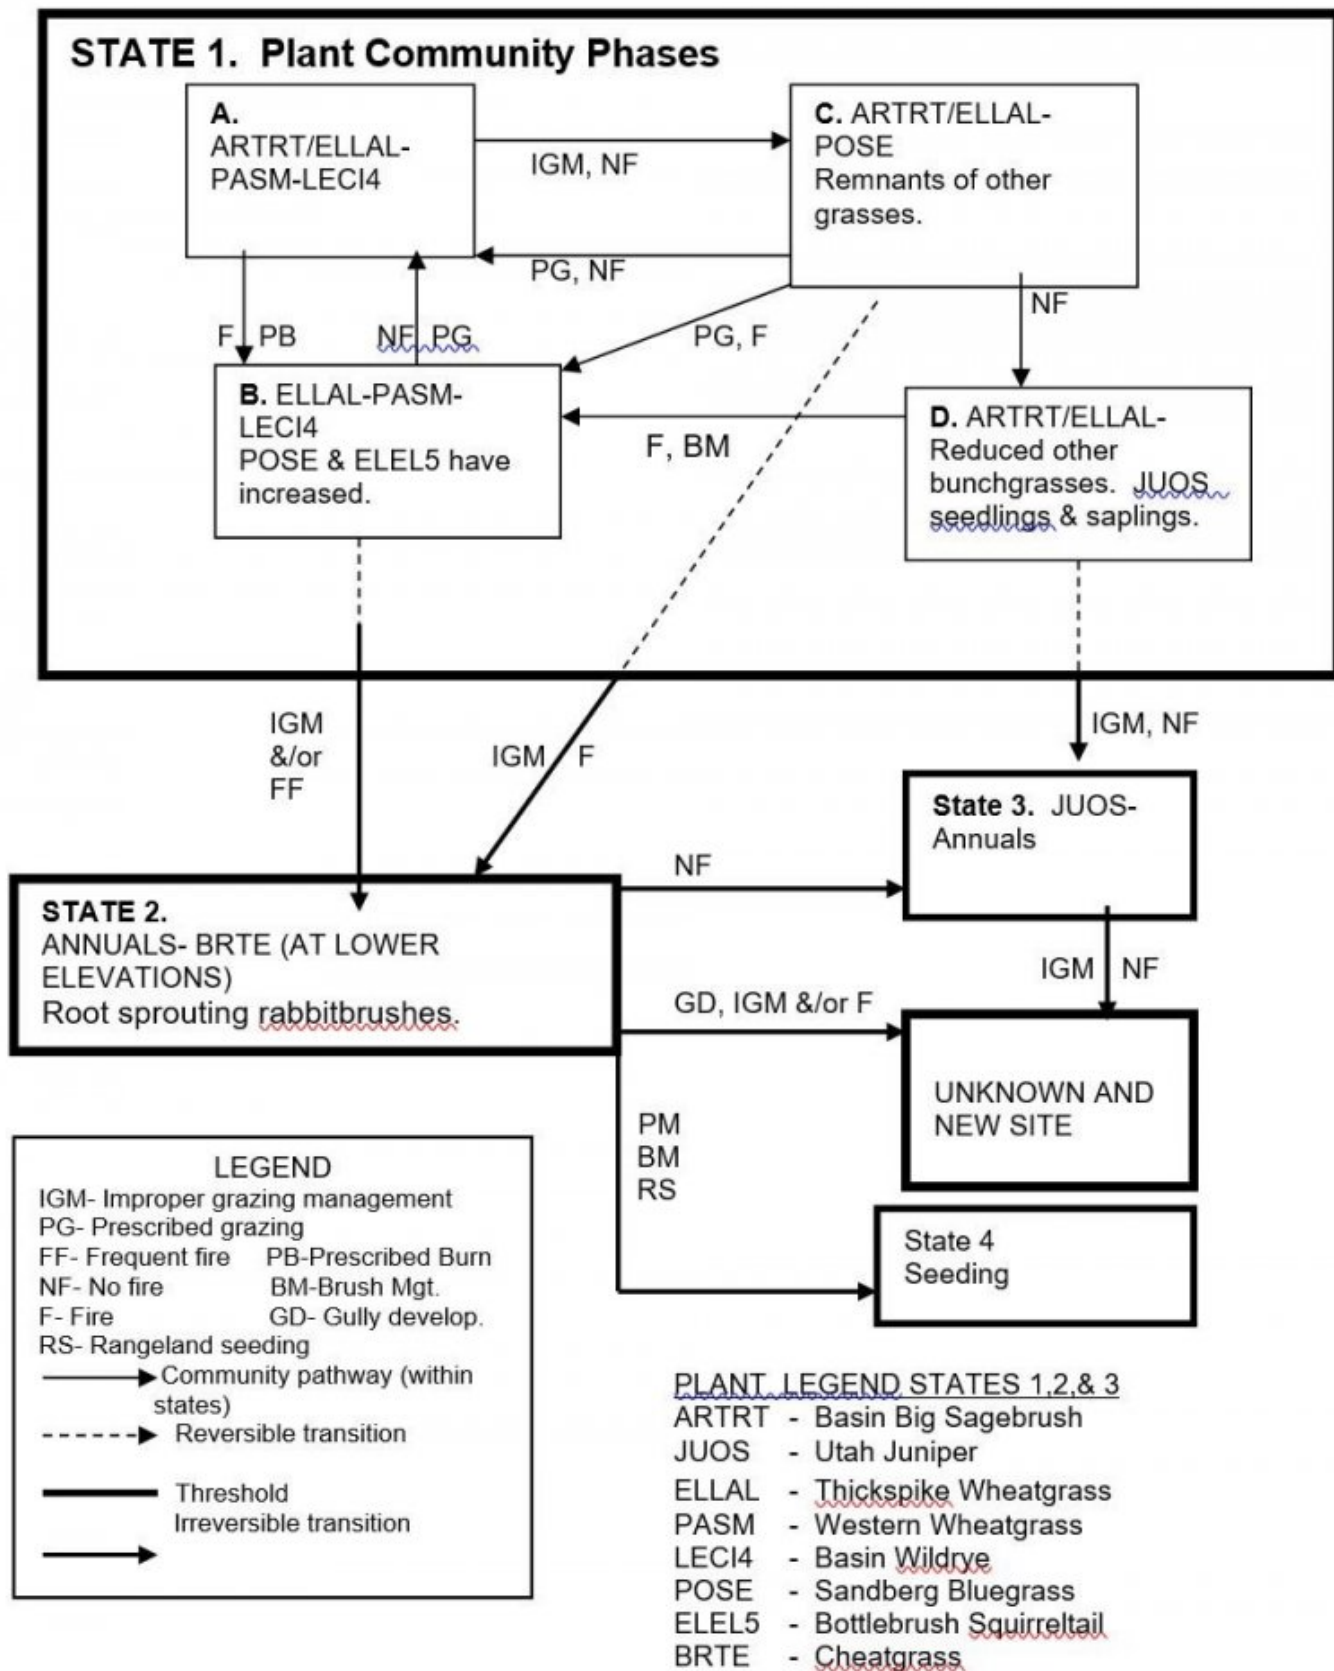 STATE 1. Plant Community Phases
A.
ARTRT/ELLAL-
PASM-LECI4
IGM, NF
C. ARTRT/ELLAL-
POSE
Remnants of other
grasses.
PG, NF
NF
F PB
NF PG
PG, F
B. ELLAL-PASM-
LECI4
POSE & ELEL5 have
increased.
F, BM
D. ARTRT/ELLAL-
Reduced other
bunchgrasses. JUOS
seedlings & saplings.
IGM
&/or
FF
IGM F
IGM, NF
State 3. JUOS-
Annuals
NF
STATE 2.
ANNUALS- BRTE (AT LOWER
ELEVATIONS)
Root sprouting rabbitbrushes.
IGM NF
GD, IGM &/or F
UNKNOWN AND
NEW SITE
PM
BM
RS
State 4
Seeding
LEGEND
IGM- Improper grazing management
PG- Prescribed grazing
FF- Frequent fire PB-Prescribed Burn
NF- No fire BM-Brush Mgt.
F- Fire GD- Gully develop.
RS- Rangeland seeding
Community pathway (within
states)
Reversible transition
Threshold
Irreversible transition
PLANT LEGEND STATES 1,2,& 3
ARTRT - Basin Big Sagebrush
JUOS - Utah Juniper
ELLAL - Thickspike Wheatgrass
PASM - Western Wheatgrass
LECI4 - Basin Wildrye
POSE - Sandberg Bluegrass
ELEL5 - Bottlebrush Squirreltail
BRTE - Cheatgrass